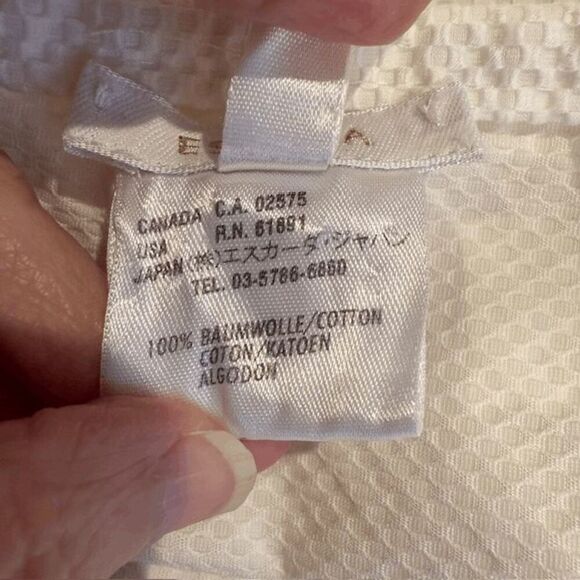 CANADA C.A. 02575
USA R.N. 61691
JAPAN (株)エスカーダ・ジャパン
TEL. 03-5786-6660
100% BAUMWOLLE/COTTON
COTON/KATOEN
ALGODON